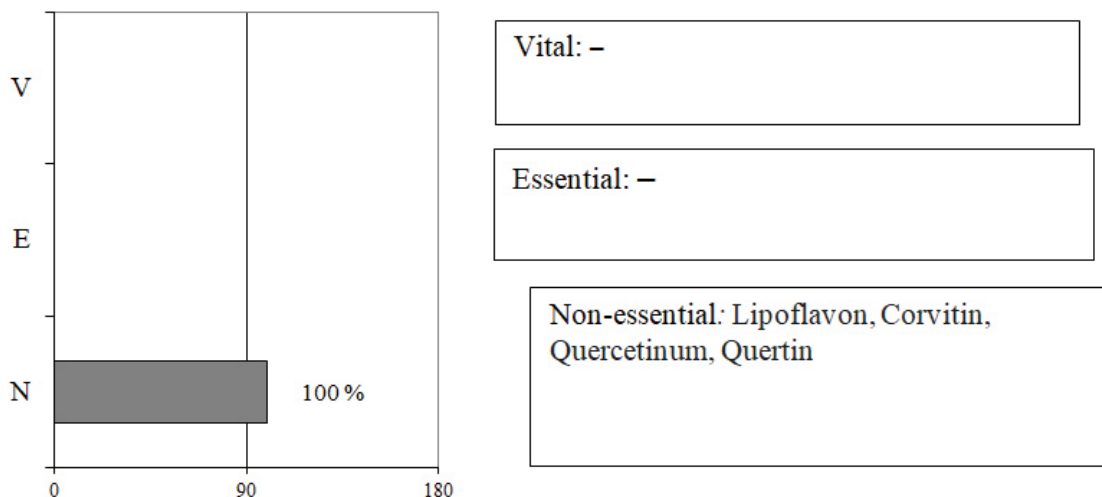 V
E
N
100 %
0
90
180
Vital: –
Essential: –
Non-essential: Lipoflavon, Corvitin,
Quercetinum, Quertin